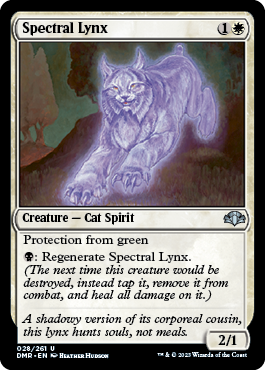 Spectral Lynx 1
Creature — Cat Spirit
Protection from green
: Regenerate Spectral Lynx.
(The next time this creature would be
destroyed, instead tap it, remove it from
combat, and heal all damage on it.)
A shadowy version of its corporeal cousin,
this lynx hunts souls, not meals.
2/1
028/261 U
DMR • EN Heather Hudson
™ & © 2023 Wizards of the Coast